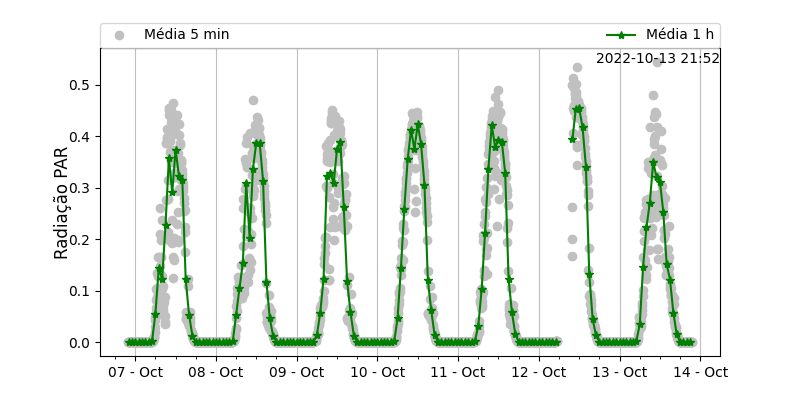 Média 5 min
Média 1 h
2022-10-13 21:52
Radiação PAR
0.5
0.4
0.3
0.2
0.1
0.0
07 - Oct
08 - Oct
09 - Oct
10 - Oct
11 - Oct
12 - Oct
13 - Oct
14 - Oct